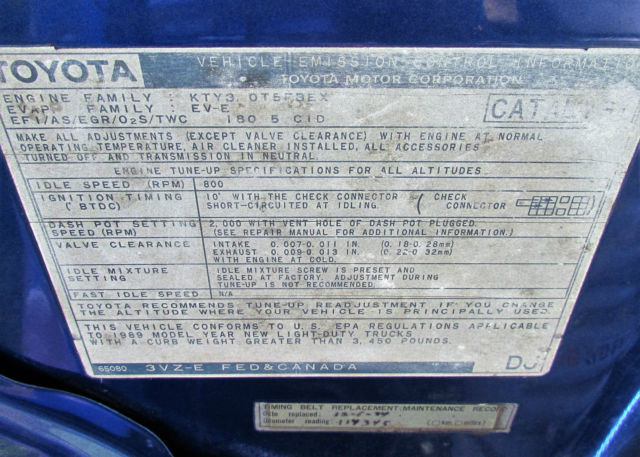 TOYOTA
VEHICLE EMISSION CONTROL INFORMATION
TOYOTA MOTOR CORPORATION
ENGINE FAMILY : KTY3.0T5FBEX
EVAP. FAMILY : EV-E
EFI/AS/EGR/O2S/TWC 180.5 CID
MAKE ALL ADJUSTMENTS (EXCEPT VALVE CLEARANCE) WITH ENGINE AT NORMAL
OPERATING TEMPERATURE, AIR CLEANER INSTALLED, ALL ACCESSORIES
TURNED OFF AND TRANSMISSION IN NEUTRAL.
ENGINE TUNE-UP SPECIFICATIONS FOR ALL ALTITUDES
IDLE SPEED (RPM) 800
IGNITION TIMING (°BTDC) 10° WITH THE CHECK CONNECTOR ( CHECK
SHORT-CIRCUITED AT IDLING. CONNECTOR
DASH POT SETTING 2,000 WITH VENT HOLE OF DASH POT PLUGGED.
SPEED (RPM) (SEE REPAIR MANUAL FOR ADDITIONAL INFORMATION.)
VALVE CLEARANCE INTAKE 0.007-0.011 IN. (0.18-0.28mm)
EXHAUST 0.009-0.013 IN. (0.22-0.32mm)
WITH ENGINE AT COLD.
IDLE MIXTURE IDLE MIXTURE SCREW IS PRESET AND
SETTING SEALED AT FACTORY. ADJUSTMENT DURING
TUNE-UP IS NOT RECOMMENDED.
FAST IDLE SPEED N/A
TOYOTA RECOMMENDS TUNE-UP READJUSTMENT IF YOU CHANGE
THE ALTITUDE WHERE YOUR VEHICLE IS PRINCIPALLY USED.
THIS VEHICLE CONFORMS TO U.S. EPA REGULATIONS APPLICABLE
TO 1989 MODEL YEAR NEW LIGHT-DUTY TRUCKS
WITH A CURB WEIGHT GREATER THAN 3,450 POUNDS.
65080 3VZ-E FED&CANADA
TIMING BELT REPLACEMENT/MAINTENANCE RECORD
Date replaced:
Odometer reading: